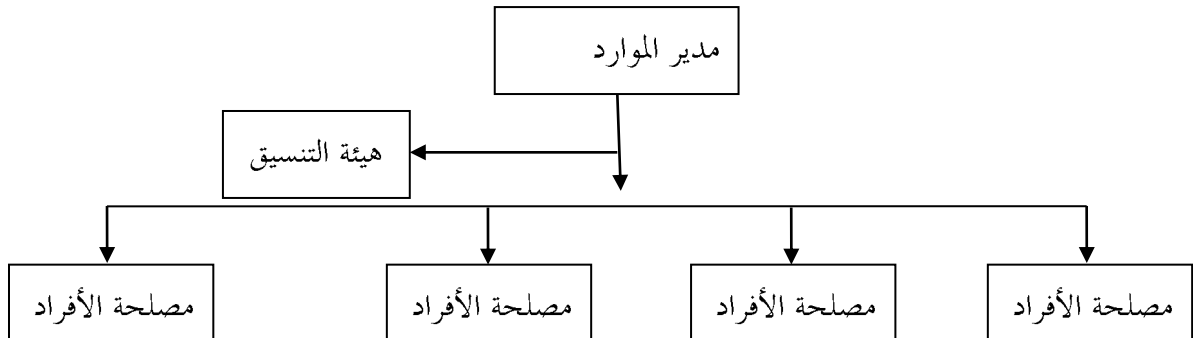 مدير الموارد
هيئة التنسيق
مصلحة الأفراد
مصلحة الأفراد
مصلحة الأفراد
مصلحة الأفراد